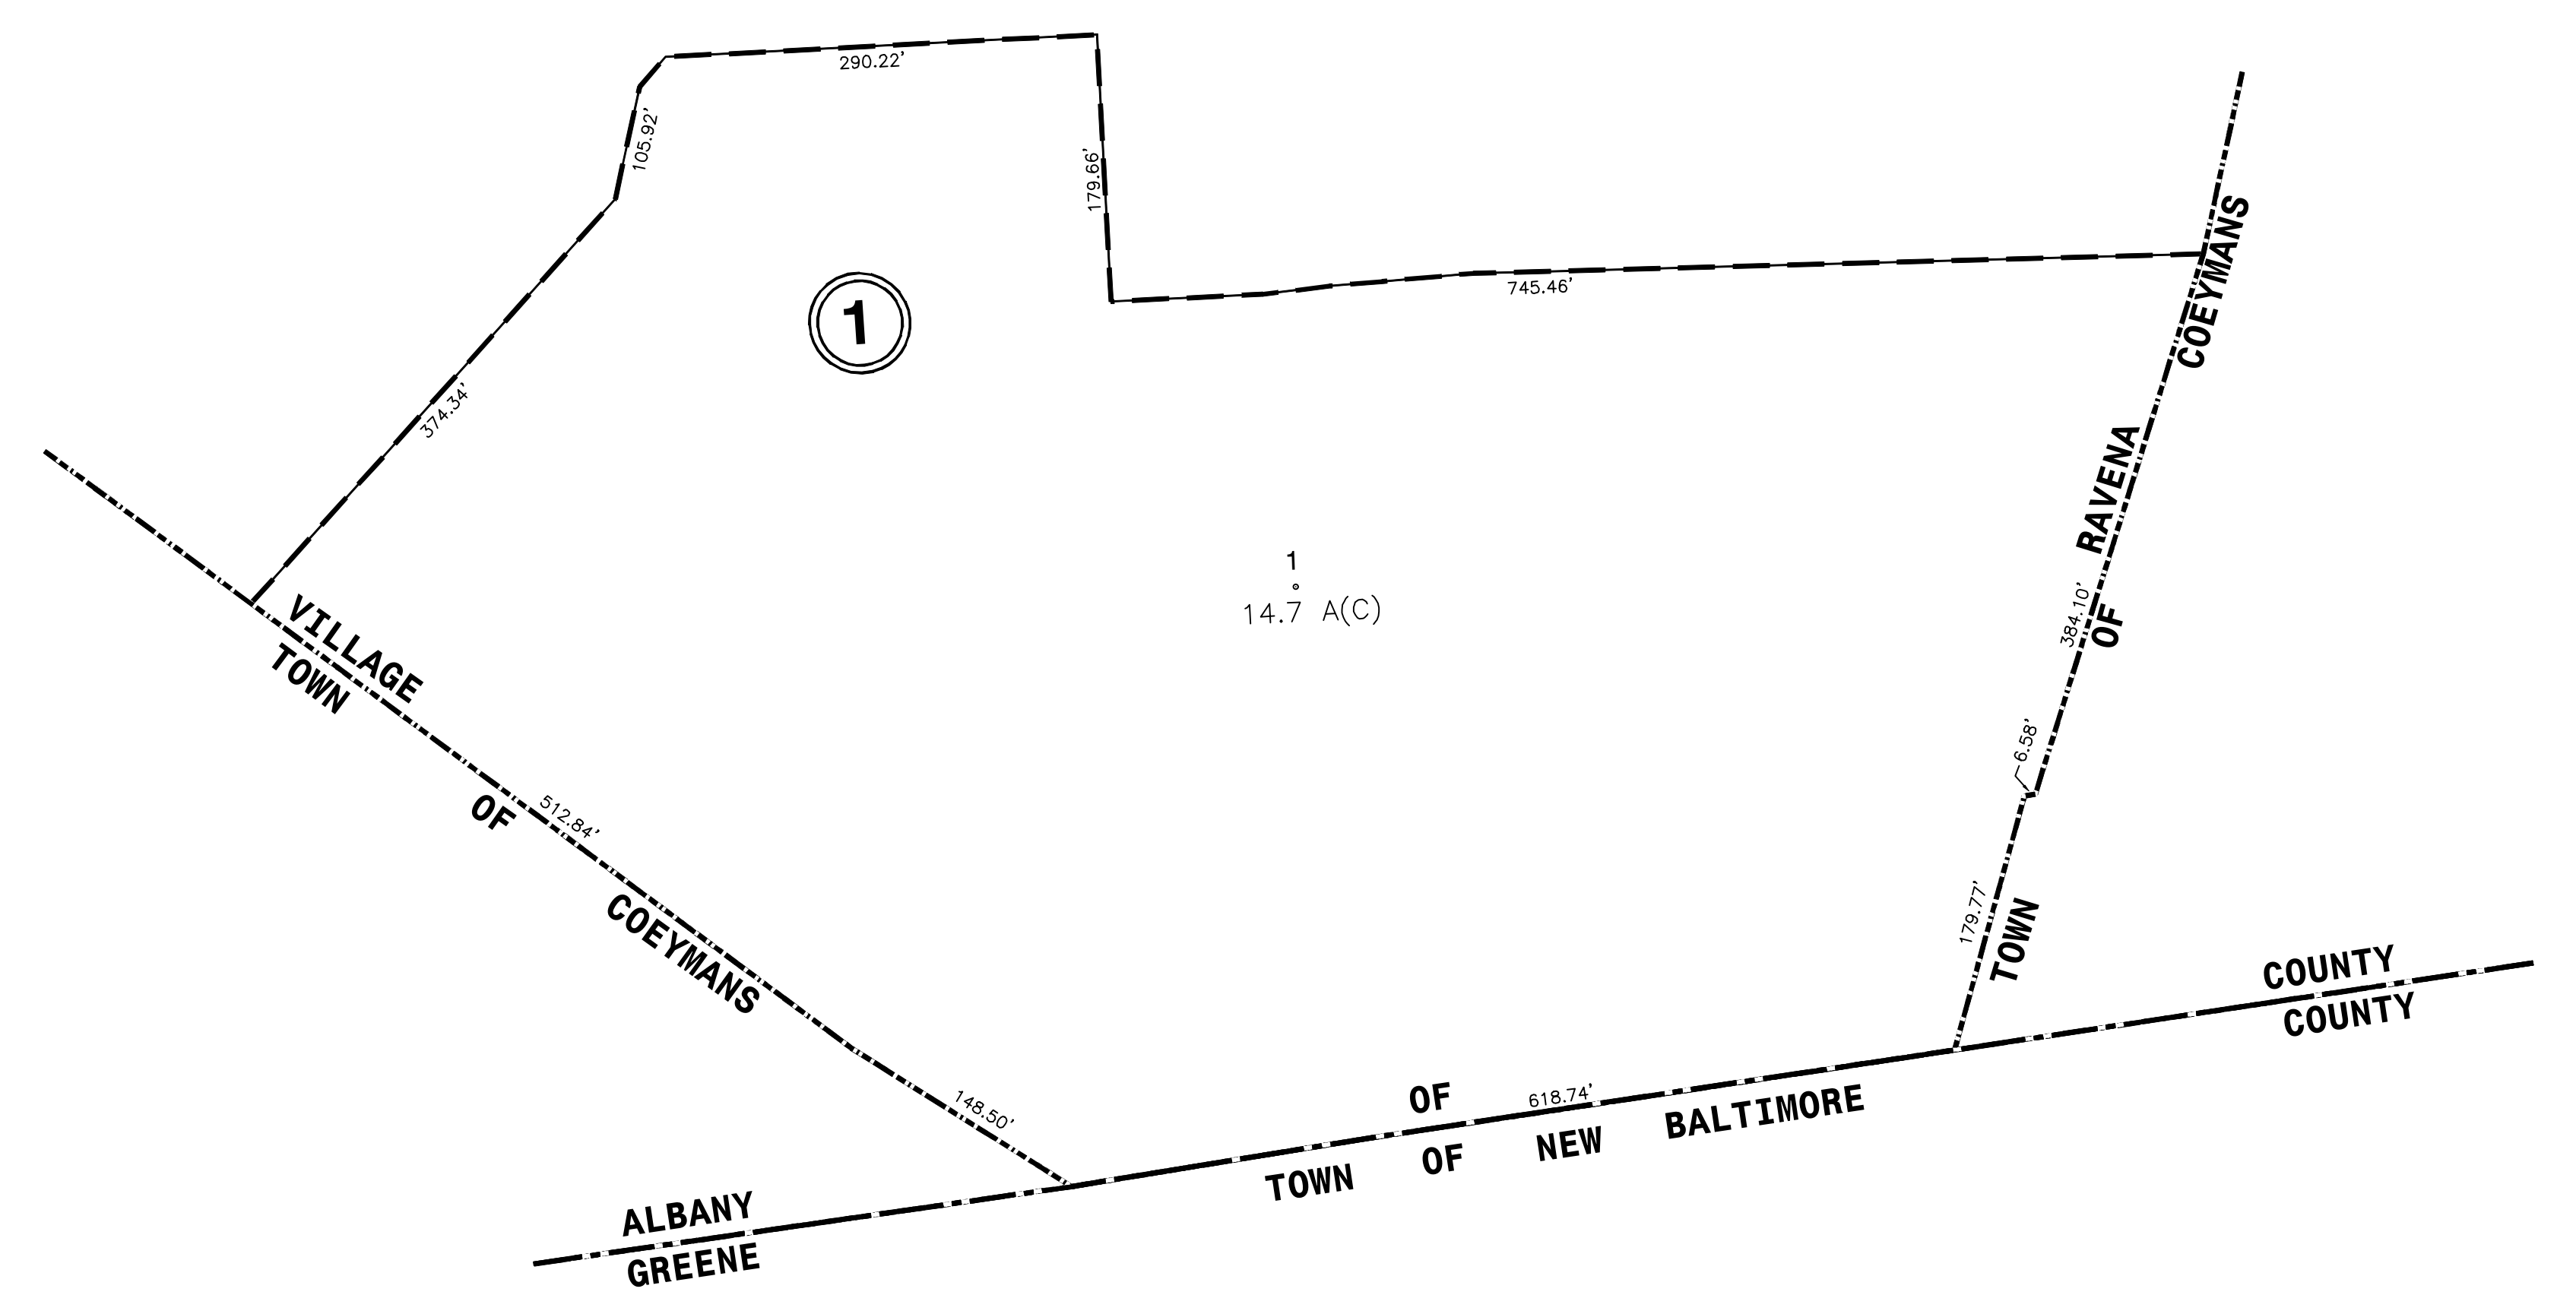 290.22'
105.92'
179.66'
COEYMANS
745.46'
1
374.34'
RAVENA
1
14.7 A(C)
384.10'
OF
VILLAGE
TOWN
6.58'
512.84'
OF
179.77'
TOWN
COEYMANS
COUNTY
COUNTY
148.50'
OF
618.74'
TOWN OF NEW BALTIMORE
ALBANY
GREENE